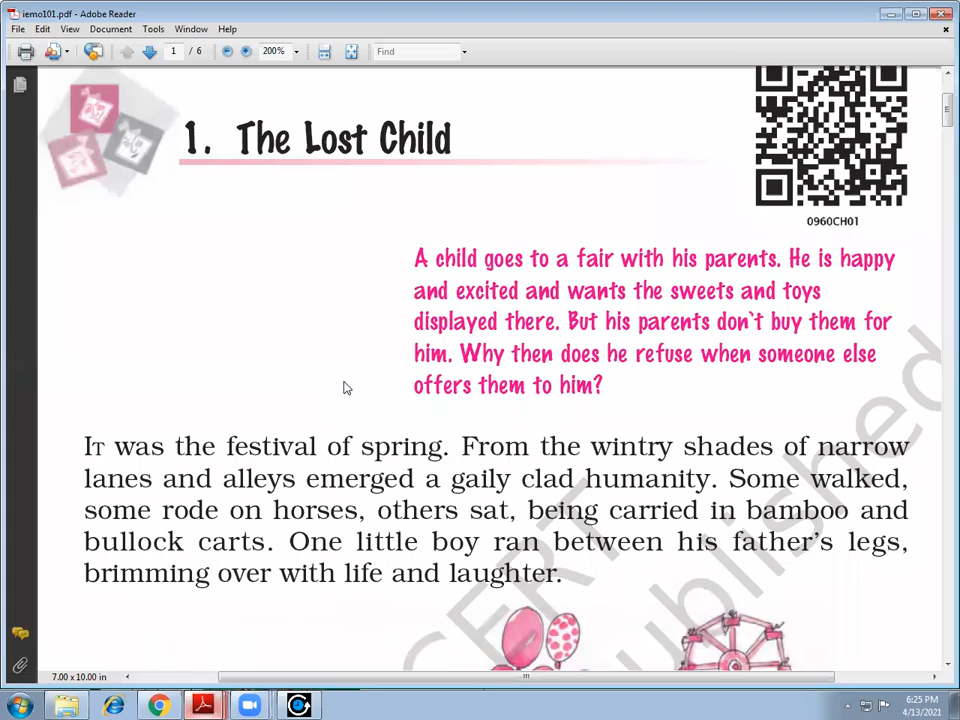 iemo101.pdf - Adobe Reader
File Edit View Document Tools Window Help
1 / 6 200% Find
1. The Lost Child
0960CH01
A child goes to a fair with his parents. He is happy
and excited and wants the sweets and toys
displayed there. But his parents don't buy them for
him. Why then does he refuse when someone else
offers them to him?
IT was the festival of spring. From the wintry shades of narrow
lanes and alleys emerged a gaily clad humanity. Some walked,
some rode on horses, others sat, being carried in bamboo and
bullock carts. One little boy ran between his father's legs,
brimming over with life and laughter.
CERT
ublished
7.00 x 10.00 in
6:25 PM
4/13/2021